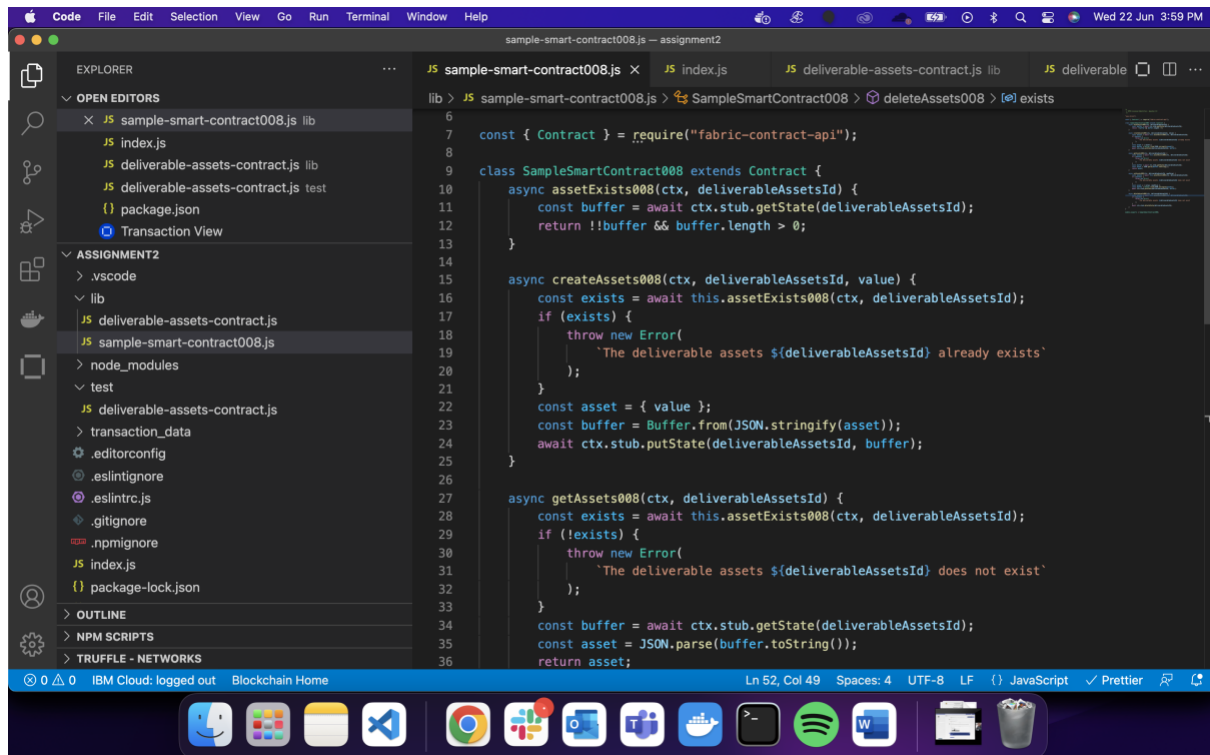 Code File Edit Selection View Go Run Terminal Window Help Wed 22 Jun 3:59 PM
sample-smart-contract008.js — assignment2
EXPLORER ···
JS sample-smart-contract008.js × JS index.js JS deliverable-assets-contract.js lib JS deliverable ···
OPEN EDITORS
× JS sample-smart-contract008.js lib
JS index.js
JS deliverable-assets-contract.js lib
JS deliverable-assets-contract.js test
{} package.json
Transaction View
ASSIGNMENT2
> .vscode
lib
JS deliverable-assets-contract.js
JS sample-smart-contract008.js
> node_modules
test
JS deliverable-assets-contract.js
> transaction_data
.editorconfig
.eslintignore
.eslintrc.js
.gitignore
.npmignore
JS index.js
{} package-lock.json
> OUTLINE
> NPM SCRIPTS
> TRUFFLE - NETWORKS
lib > JS sample-smart-contract008.js > SampleSmartContract008 > deleteAssets008 > exists
6
7 const { Contract } = require("fabric-contract-api");
8
9 class SampleSmartContract008 extends Contract {
10 async assetExists008(ctx, deliverableAssetsId) {
11 const buffer = await ctx.stub.getState(deliverableAssetsId);
12 return !!buffer && buffer.length > 0;
13 }
14
15 async createAssets008(ctx, deliverableAssetsId, value) {
16 const exists = await this.assetExists008(ctx, deliverableAssetsId);
17 if (exists) {
18 throw new Error(
19 `The deliverable assets ${deliverableAssetsId} already exists`
20 );
21 }
22 const asset = { value };
23 const buffer = Buffer.from(JSON.stringify(asset));
24 await ctx.stub.putState(deliverableAssetsId, buffer);
25 }
26
27 async getAssets008(ctx, deliverableAssetsId) {
28 const exists = await this.assetExists008(ctx, deliverableAssetsId);
29 if (!exists) {
30 throw new Error(
31 `The deliverable assets ${deliverableAssetsId} does not exist`
32 );
33 }
34 const buffer = await ctx.stub.getState(deliverableAssetsId);
35 const asset = JSON.parse(buffer.toString());
36 return asset;
0 0 IBM Cloud: logged out Blockchain Home Ln 52, Col 49 Spaces: 4 UTF-8 LF {} JavaScript Prettier